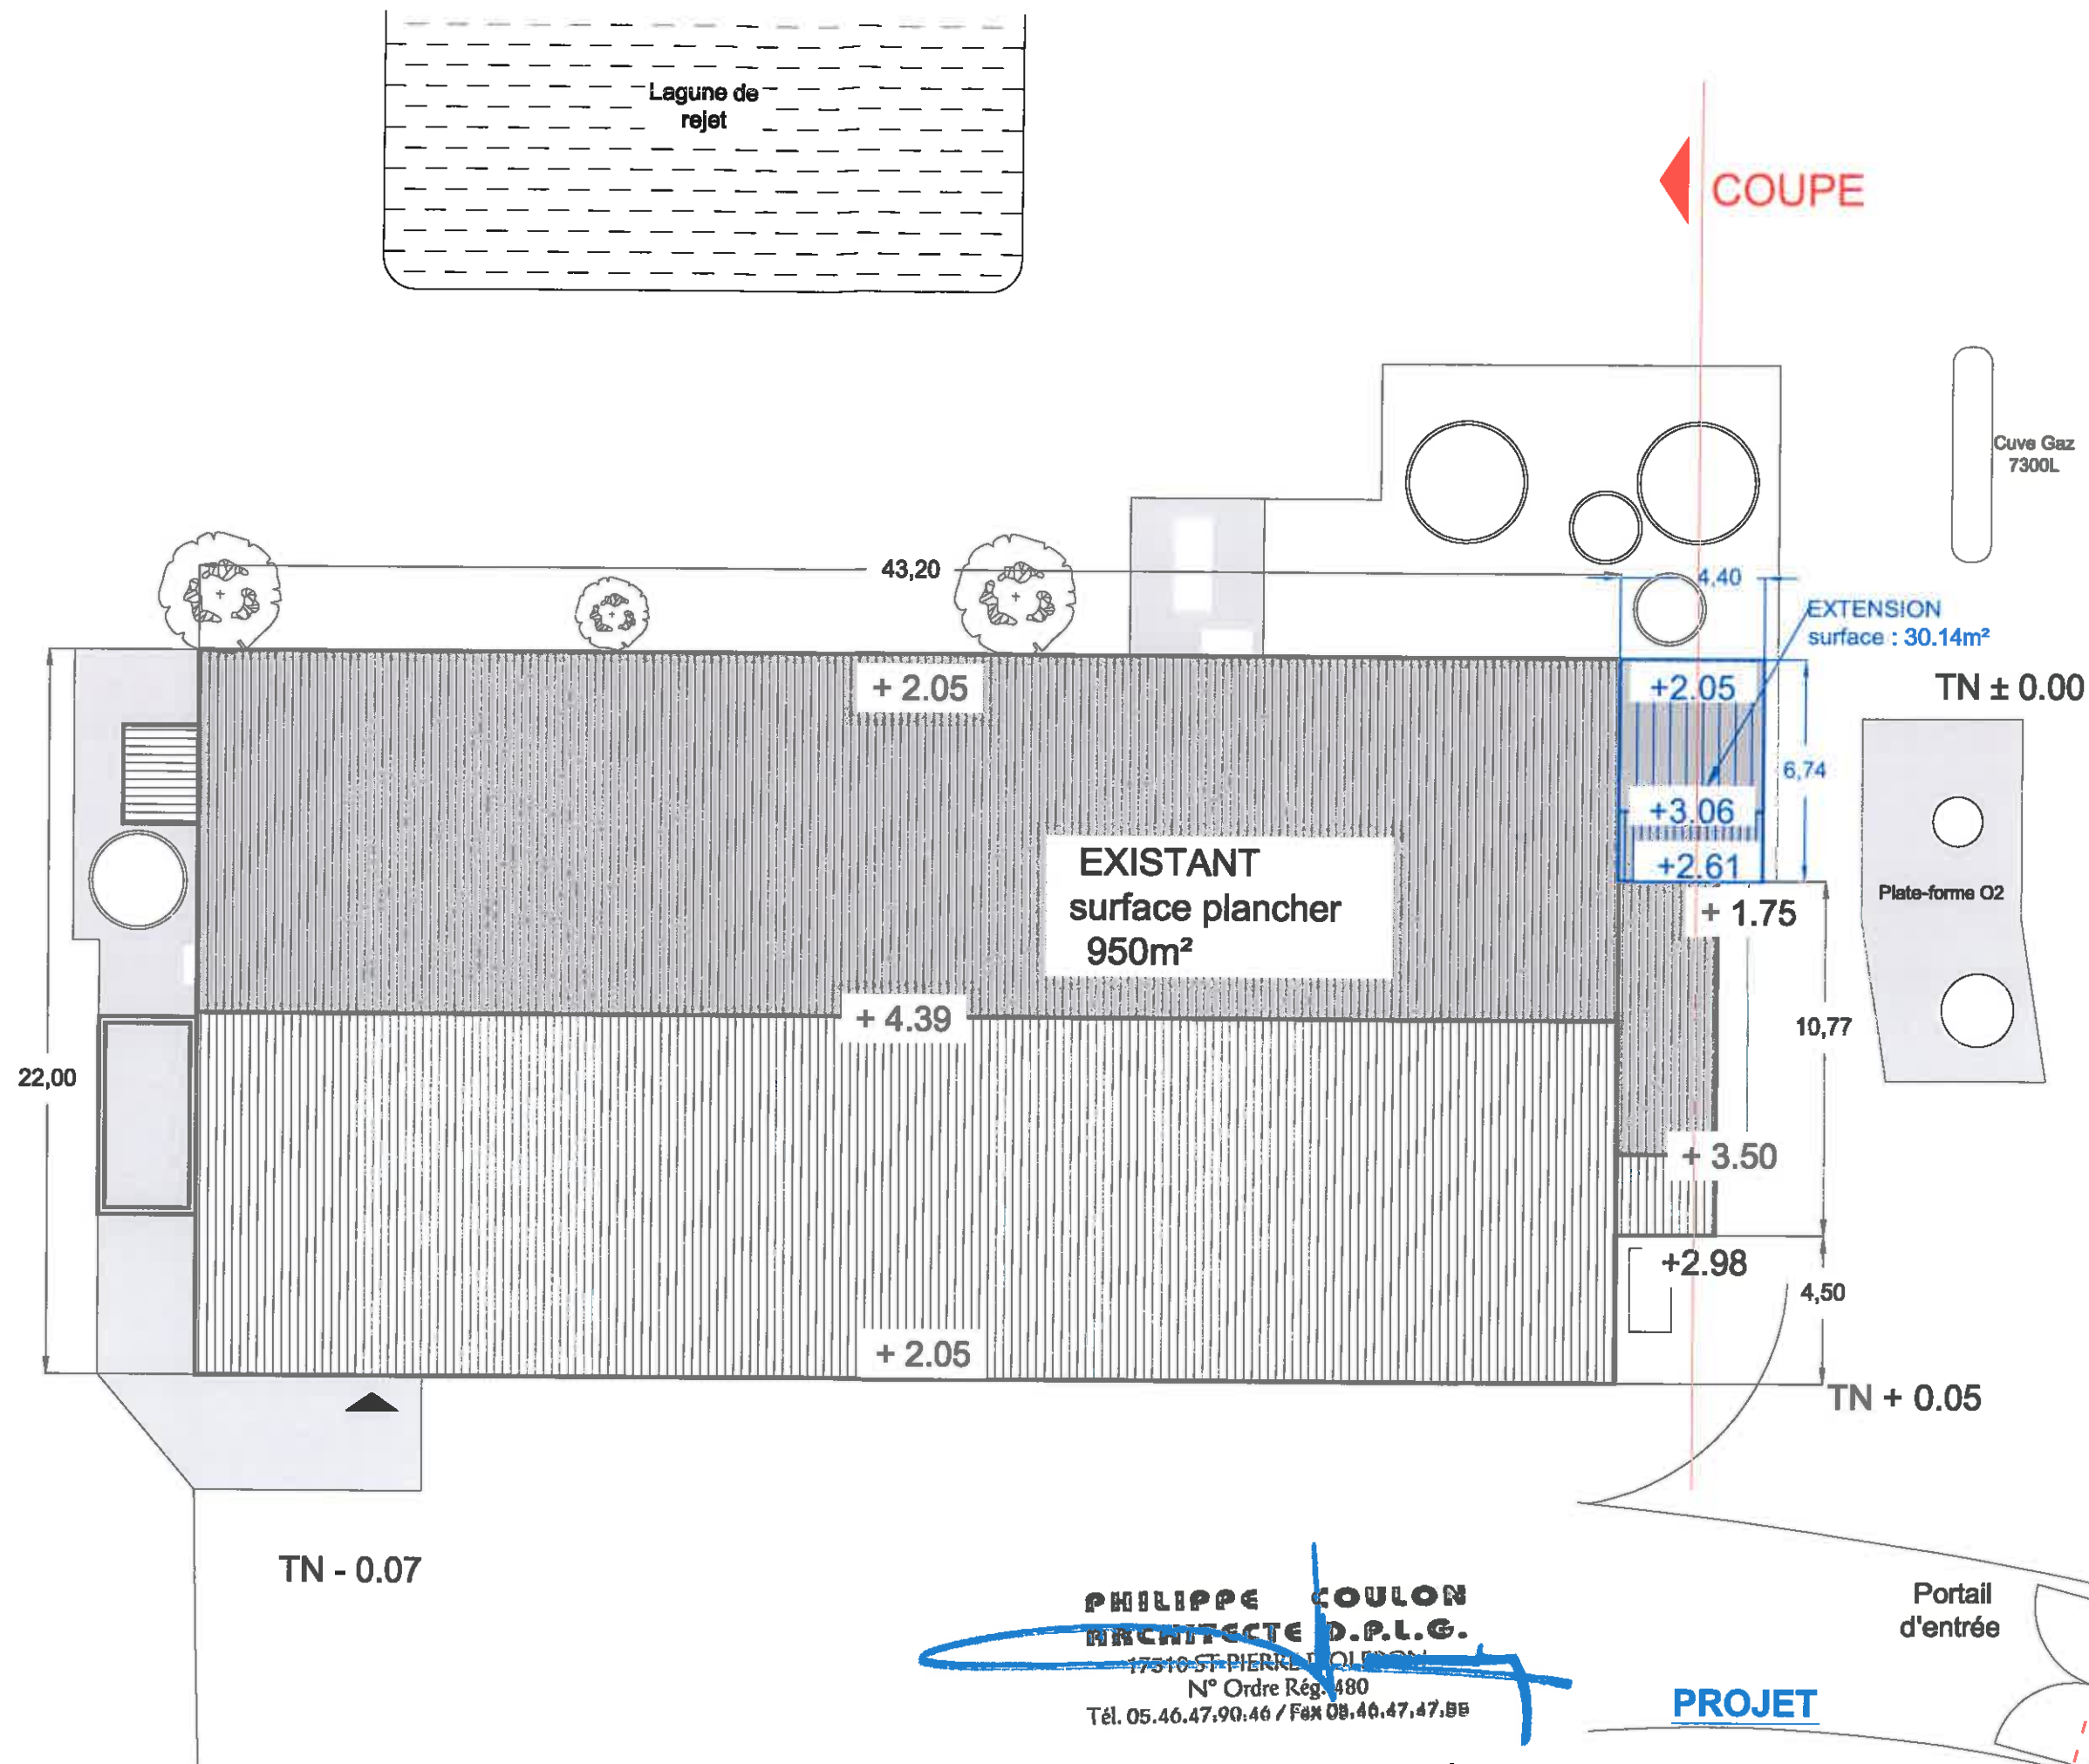 Lagune de
rejet
COUPE
Cuve Gaz
7300L
43,20
4,40
EXTENSION
surface : 30.14m²
+ 2.05
+2.05
TN ± 0.00
6,74
+3.06
EXISTANT
surface plancher
950m²
+2.61
+ 1.75
Plate-forme O2
+ 4.39
10,77
22,00
+ 3.50
+2.98
4,50
+ 2.05
TN + 0.05
TN - 0.07
PHILIPPE COULON
ARCHITECTE D.P.L.G.
17310 ST PIERRE D'OLERON
N° Ordre Rég. 480
Tél. 05.46.47.90.46 / Fax 05.46.47.47.55
Portail
d'entrée
PROJET